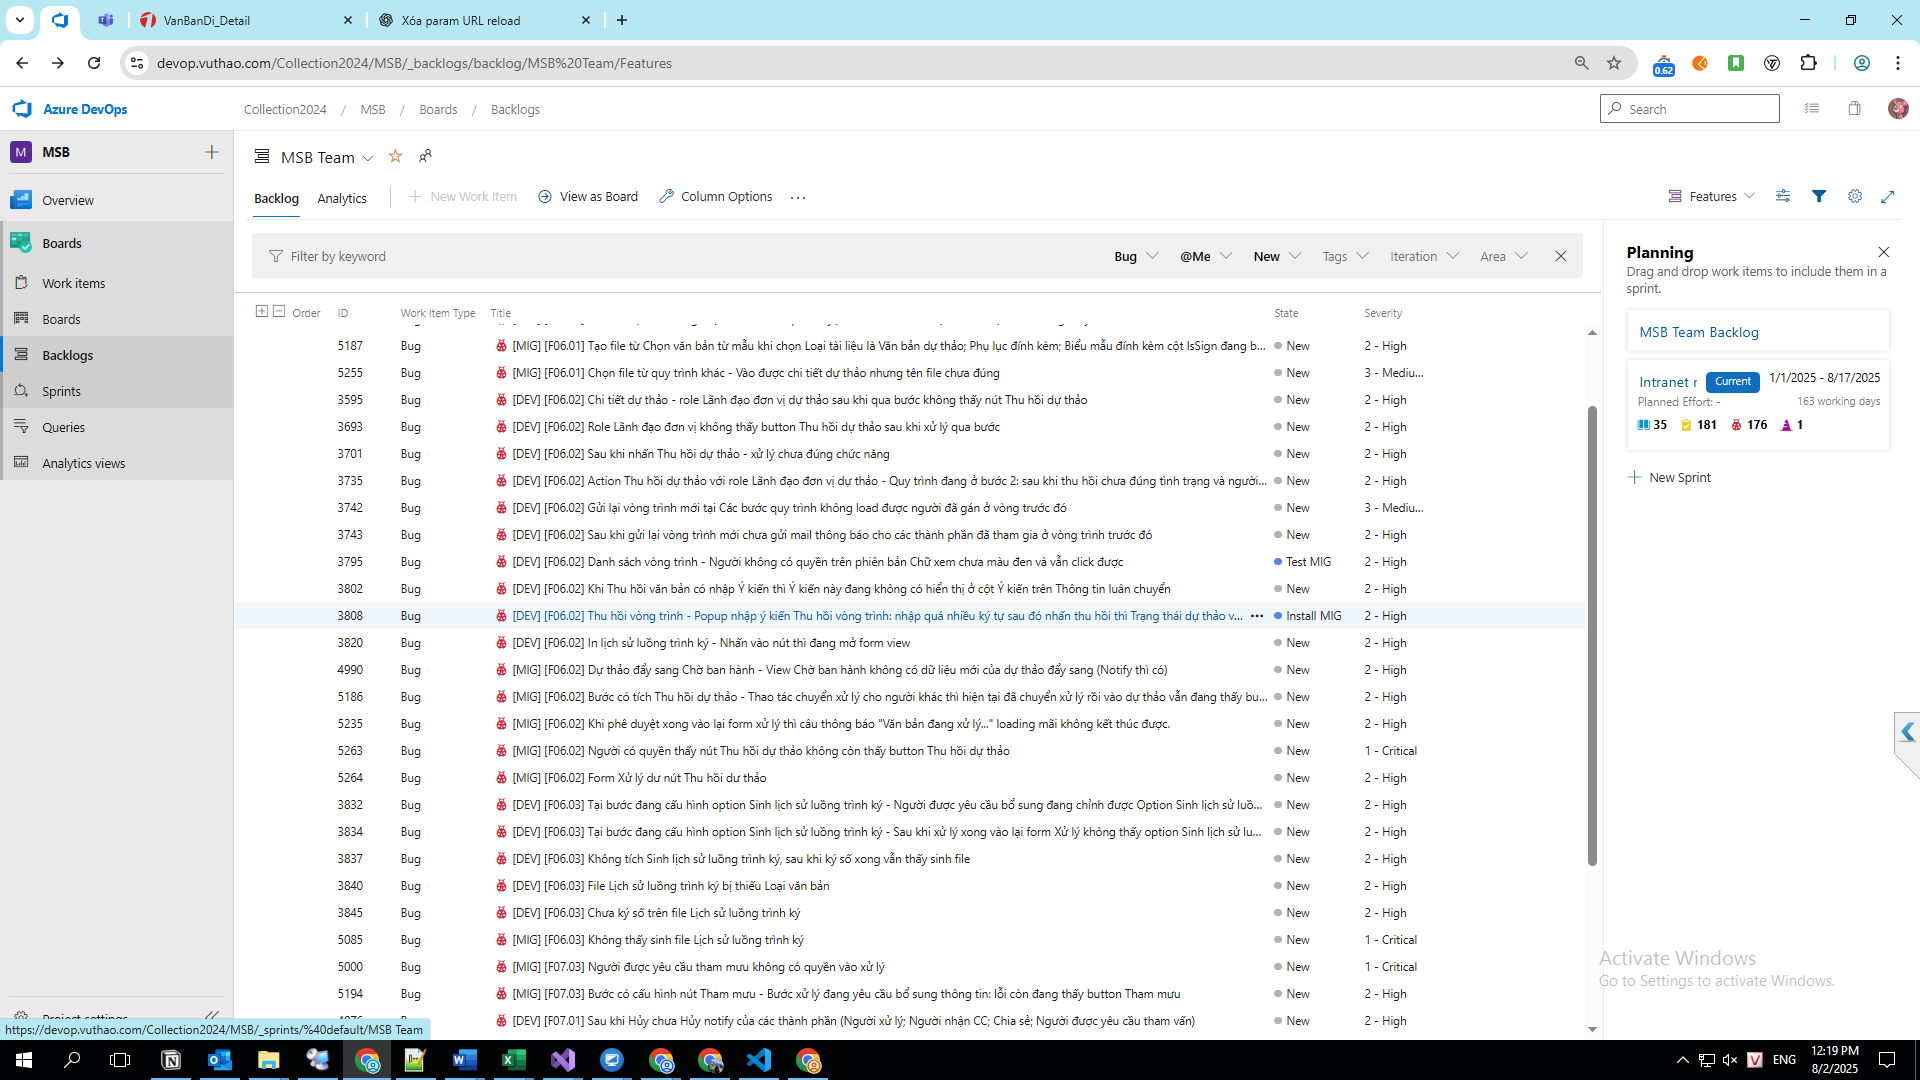 VanBanDi_Detail
Xóa param URL reload
devop.vuthao.com/Collection2024/MSB/_backlogs/backlog/MSB%20Team/Features
0.62
Azure DevOps
Collection2024 / MSB / Boards / Backlogs
Search
M MSB
Overview
Boards
Work items
Boards
Backlogs
Sprints
Queries
Analytics views
Project settings
MSB Team
Backlog Analytics New Work Item View as Board Column Options Features
Filter by keyword Bug @Me New Tags Iteration Area
Order ID Work Item Type Title State Severity
5187 Bug [MIG] [F06.01] Tạo file từ Chọn văn bản từ mẫu khi chọn Loại tài liệu là Văn bản dự thảo; Phụ lục đính kèm; Biểu mẫu đính kèm cột IsSign đang b... New 2 - High
5255 Bug [MIG] [F06.01] Chọn file từ quy trình khác - Vào được chi tiết dự thảo nhưng tên file chưa đúng New 3 - Mediu...
3595 Bug [DEV] [F06.02] Chi tiết dự thảo - role Lãnh đạo đơn vị dự thảo sau khi qua bước không thấy nút Thu hồi dự thảo New 2 - High
3693 Bug [DEV] [F06.02] Role Lãnh đạo đơn vị không thấy button Thu hồi dự thảo sau khi xử lý qua bước New 2 - High
3701 Bug [DEV] [F06.02] Sau khi nhấn Thu hồi dự thảo - xử lý chưa đúng chức năng New 2 - High
3735 Bug [DEV] [F06.02] Action Thu hồi dự thảo với role Lãnh đạo đơn vị dự thảo - Quy trình đang ở bước 2: sau khi thu hồi chưa đúng tình trạng và người... New 2 - High
3742 Bug [DEV] [F06.02] Gửi lại vòng trình mới tại Các bước quy trình không load được người đã gán ở vòng trước đó New 3 - Mediu...
3743 Bug [DEV] [F06.02] Sau khi gửi lại vòng trình mới chưa gửi mail thông báo cho các thành phần đã tham gia ở vòng trình trước đó New 2 - High
3795 Bug [DEV] [F06.02] Danh sách vòng trình - Người không có quyền trên phiên bản Chữ xem chưa màu đen và vẫn click được Test MIG 2 - High
3802 Bug [DEV] [F06.02] Khi Thu hồi văn bản có nhập Ý kiến thì Ý kiến này đang không có hiển thị ở cột Ý kiến trên Thông tin luân chuyển New 2 - High
3808 Bug [DEV] [F06.02] Thu hồi vòng trình - Popup nhập ý kiến Thu hồi vòng trình: nhập quá nhiều ký tự sau đó nhấn thu hồi thì Trạng thái dự thảo v... Install MIG 2 - High
3820 Bug [DEV] [F06.02] In lịch sử luồng trình ký - Nhấn vào nút thì đang mở form view New 2 - High
4990 Bug [MIG] [F06.02] Dự thảo đẩy sang Chờ ban hành - View Chờ ban hành không có dữ liệu mới của dự thảo đẩy sang (Notify thì có) New 2 - High
5186 Bug [MIG] [F06.02] Bước có tích Thu hồi dự thảo - Thao tác chuyển xử lý cho người khác thì hiện tại đã chuyển xử lý rồi vào dự thảo vẫn đang thấy bu... New 2 - High
5235 Bug [MIG] [F06.02] Khi phê duyệt xong vào lại form xử lý thì câu thông báo "Văn bản đang xử lý..." loading mãi không kết thúc được. New 2 - High
5263 Bug [MIG] [F06.02] Người có quyền thấy nút Thu hồi dự thảo không còn thấy button Thu hồi dự thảo New 1 - Critical
5264 Bug [MIG] [F06.02] Form Xử lý dư nút Thu hồi dư thảo New 2 - High
3832 Bug [DEV] [F06.03] Tại bước đang cấu hình option Sinh lịch sử luồng trình ký - Người được yêu cầu bổ sung đang chỉnh được Option Sinh lịch sử luồ... New 2 - High
3834 Bug [DEV] [F06.03] Tại bước đang cấu hình option Sinh lịch sử luồng trình ký - Sau khi xử lý xong vào lại form Xử lý không thấy option Sinh lịch sử lu... New 2 - High
3837 Bug [DEV] [F06.03] Không tích Sinh lịch sử luồng trình ký, sau khi ký số xong vẫn thấy sinh file New 2 - High
3840 Bug [DEV] [F06.03] File Lịch sử luồng trình ký bị thiếu Loại văn bản New 2 - High
3845 Bug [DEV] [F06.03] Chưa ký số trên file Lịch sử luồng trình ký New 2 - High
5085 Bug [MIG] [F06.03] Không thấy sinh file Lịch sử luồng trình ký New 1 - Critical
5000 Bug [MIG] [F07.03] Người được yêu cầu tham mưu không có quyền vào xử lý New 1 - Critical
5194 Bug [MIG] [F07.03] Bước có cấu hình nút Tham mưu - Bước xử lý đang yêu cầu bổ sung thông tin: lỗi còn đang thấy button Tham mưu New 2 - High
Bug [DEV] [F07.01] Sau khi Hủy chưa Hủy notify của các thành phần (Người xử lý; Người nhận CC; Chia sẻ; Người được yêu cầu tham vấn) New 2 - High
Planning
Drag and drop work items to include them in a
sprint.
MSB Team Backlog
Intranet Current 1/1/2025 - 8/17/2025
Planned Effort: - 163 working days
35 181 176 1
New Sprint
Activate Windows
Go to Settings to activate Windows.
https://devop.vuthao.com/Collection2024/MSB/_sprints/%40default/MSB Team
ENG
12:19 PM
8/2/2025